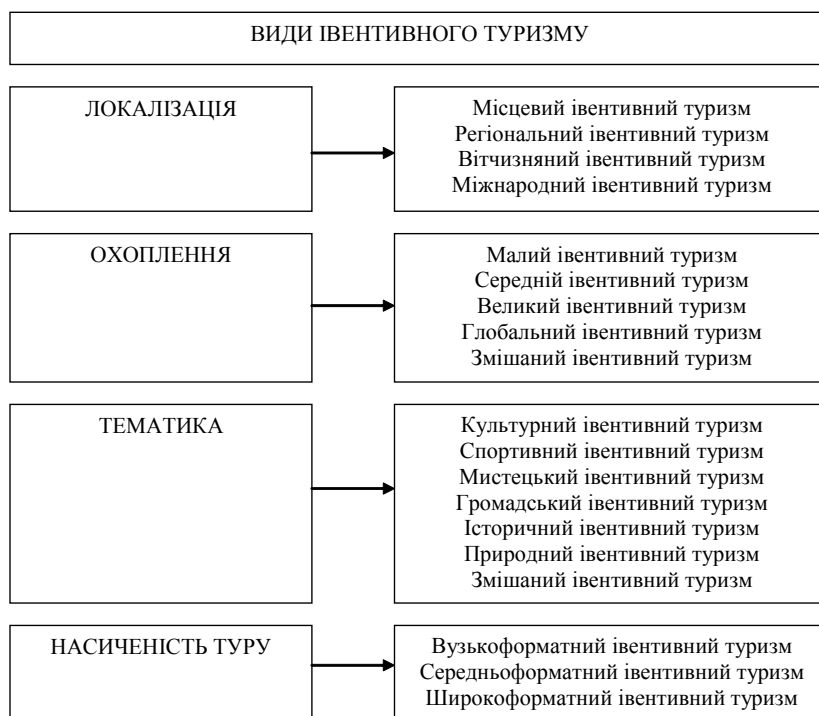 ВИДИ ІВЕНТИВНОГО ТУРИЗМУ
ЛОКАЛІЗАЦІЯ
Місцевий івентивний туризм
Регіональний івентивний туризм
Вітчизняний івентивний туризм
Міжнародний івентивний туризм
ОХОПЛЕННЯ
Малий івентивний туризм
Середній івентивний туризм
Великий івентивний туризм
Глобальний івентивний туризм
Змішаний івентивний туризм
ТЕМАТИКА
Культурний івентивний туризм
Спортивний івентивний туризм
Мистецький івентивний туризм
Громадський івентивний туризм
Історичний івентивний туризм
Природний івентивний туризм
Змішаний івентивний туризм
НАСИЧЕНІСТЬ ТУРУ
Вузькоформатний івентивний туризм
Середньоформатний івентивний туризм
Широкоформатний івентивний туризм